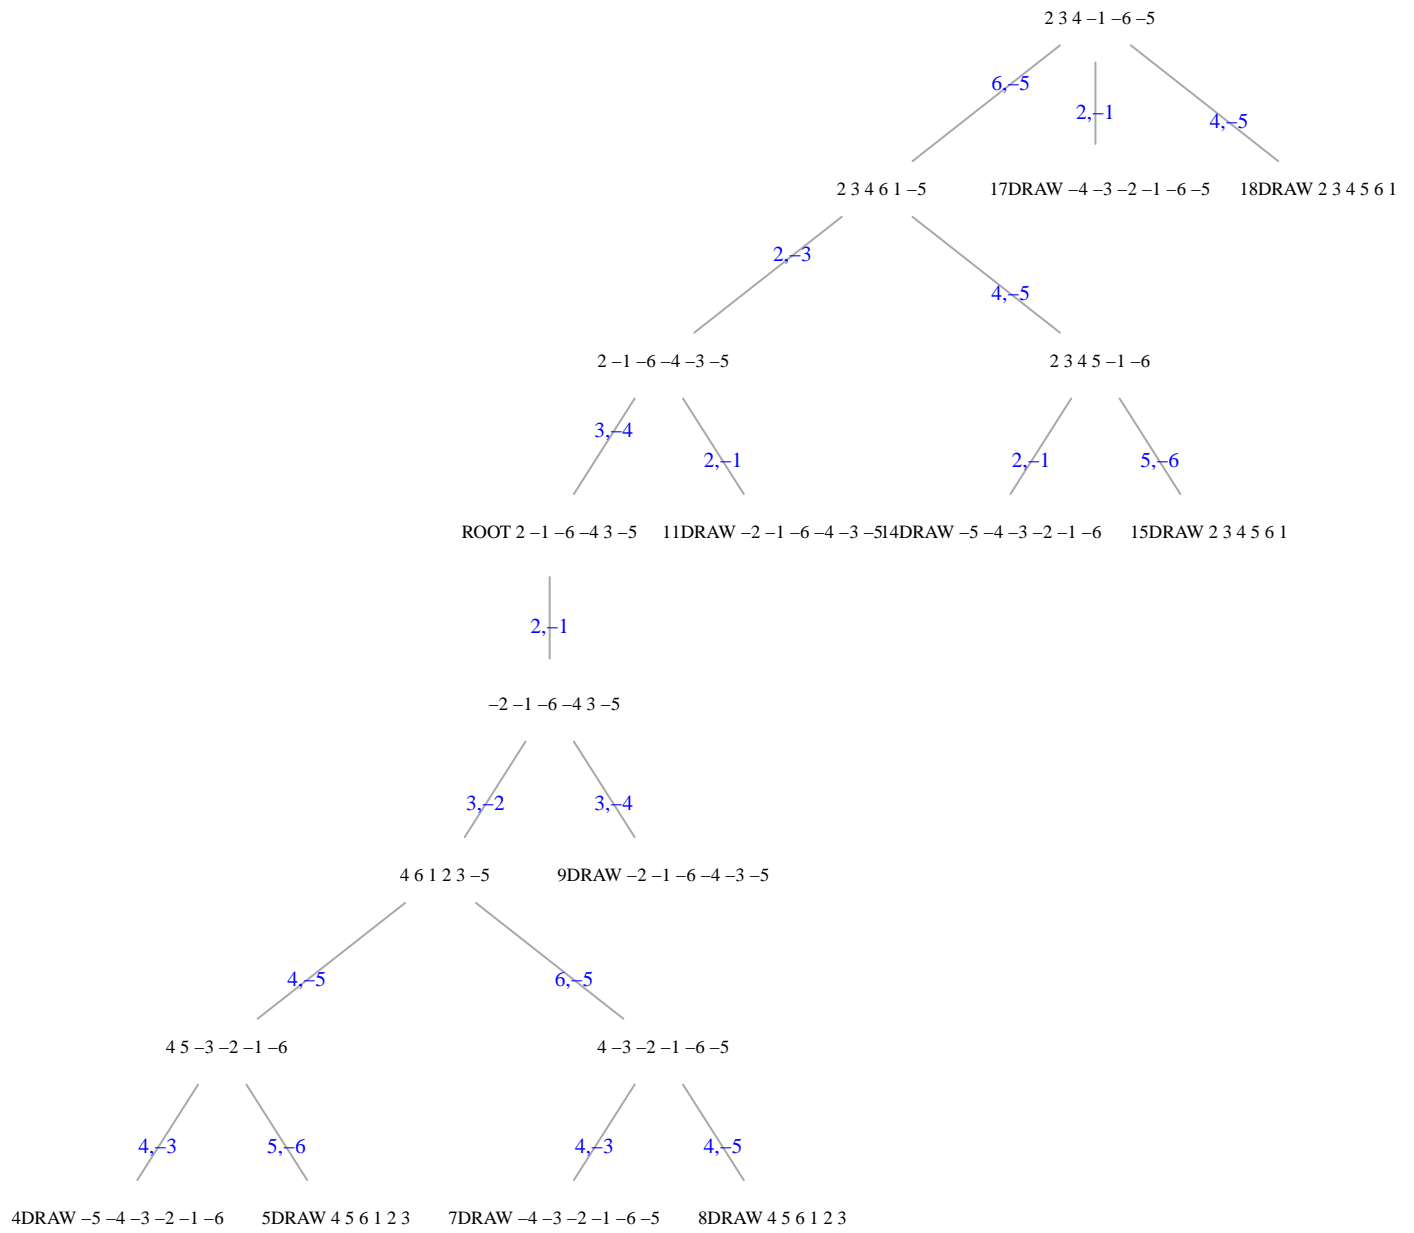 2 3 4 –1 –6 –5
6,–5
2,–1
4,–5
2 3 4 6 1 –5
17DRAW –4 –3 –2 –1 –6 –5
18DRAW 2 3 4 5 6 1
2,–3
4,–5
2 –1 –6 –4 –3 –5
2 3 4 5 –1 –6
3,–4
2,–1
2,–1
5,–6
ROOT 2 –1 –6 –4 3 –5
11DRAW –2 –1 –6 –4 –3 –5
14DRAW –5 –4 –3 –2 –1 –6
15DRAW 2 3 4 5 6 1
2,–1
–2 –1 –6 –4 3 –5
3,–2
3,–4
4 6 1 2 3 –5
9DRAW –2 –1 –6 –4 –3 –5
4,–5
6,–5
4 5 –3 –2 –1 –6
4 –3 –2 –1 –6 –5
4,–3
5,–6
4,–3
4,–5
4DRAW –5 –4 –3 –2 –1 –6
5DRAW 4 5 6 1 2 3
7DRAW –4 –3 –2 –1 –6 –5
8DRAW 4 5 6 1 2 3